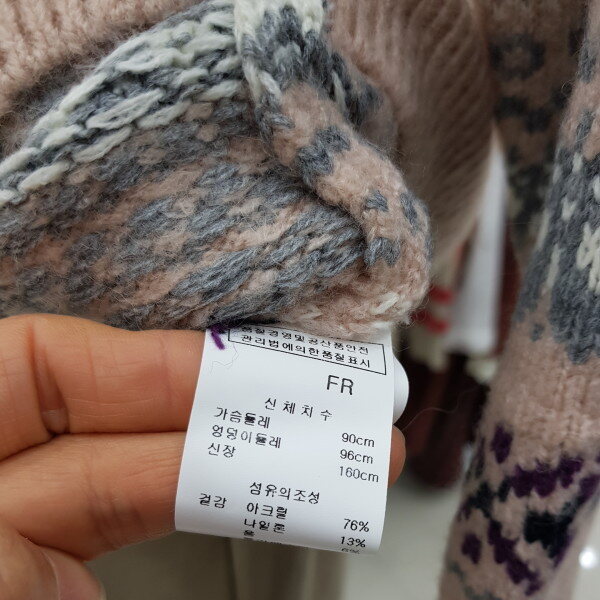 품질경영및공산품안전
관리법에의한품질표시
FR
신체치수
가슴둘레 90cm
엉덩이둘레 96cm
신장 160cm
섬유의조성
겉감 아크릴 76%
나일론 13%
울 6%